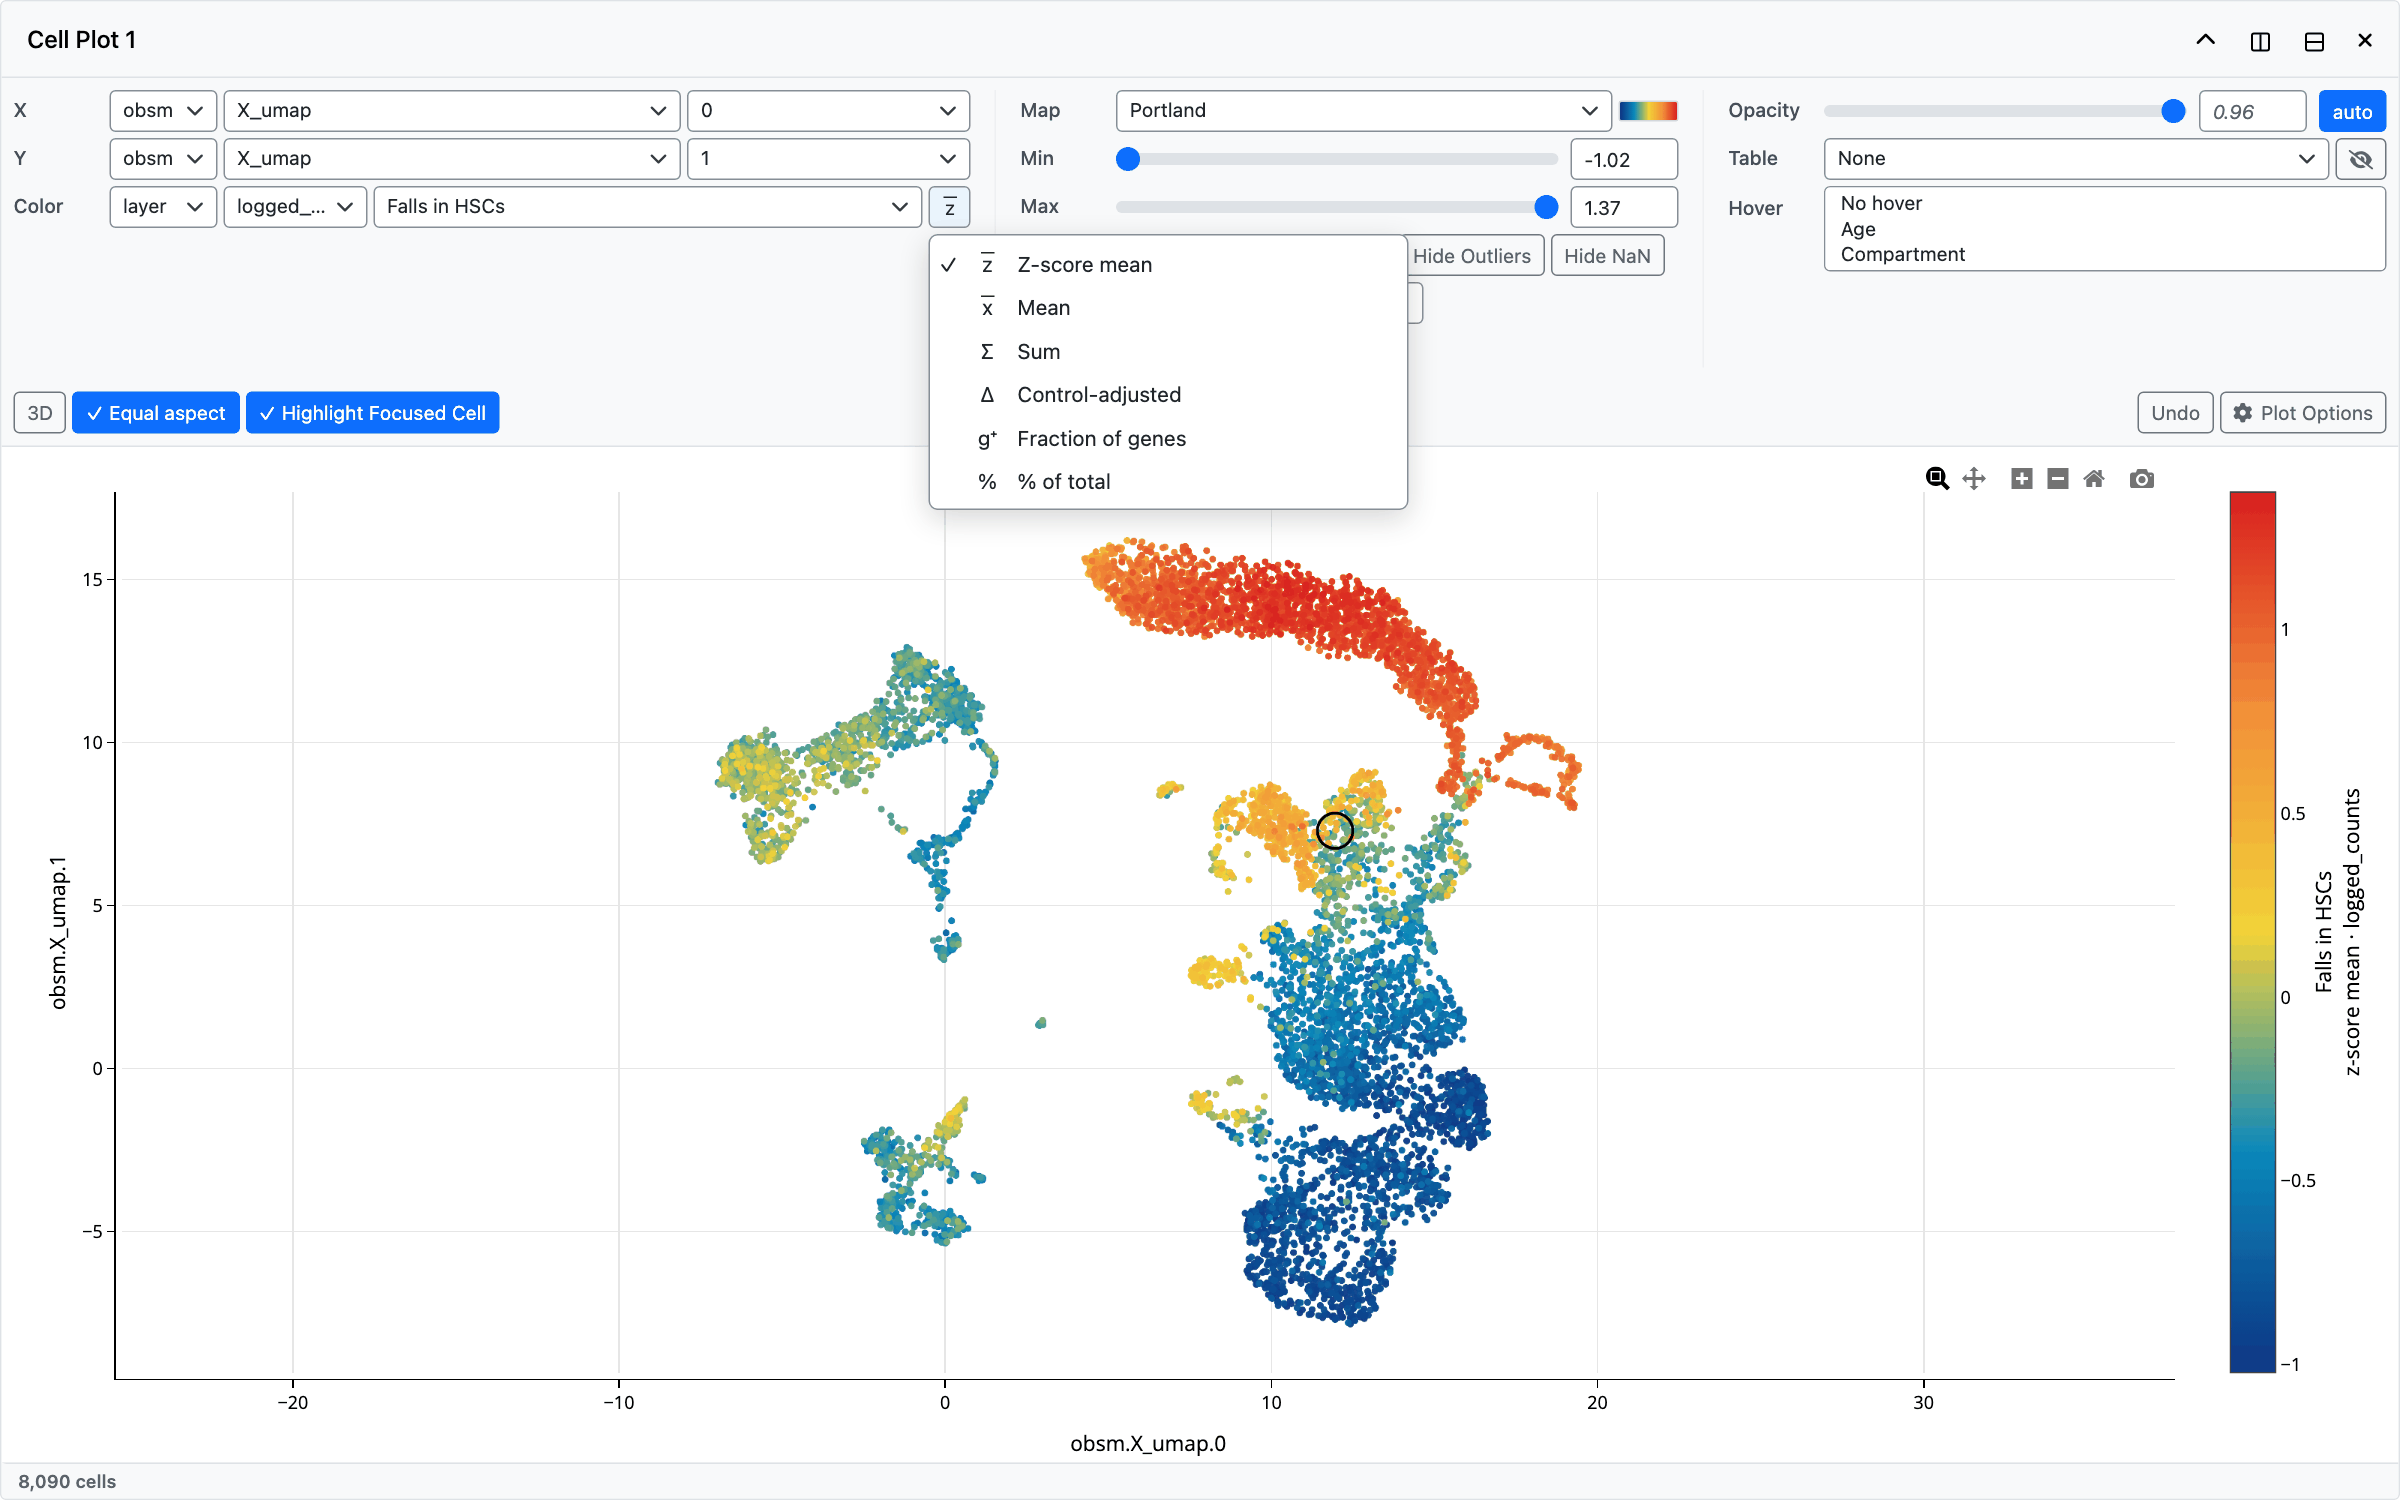 Cell Plot 1
X obsm X_umap 0
Y obsm X_umap 1
Color layer logged_... Falls in HSCs z
Map Portland
Min -1.02
Max 1.37
Hide Outliers Hide NaN
Opacity 0.96 auto
Table None
Hover No hover
Age
Compartment
z Z-score mean
x Mean
Σ Sum
Δ Control-adjusted
g⁺ Fraction of genes
% % of total
3D Equal aspect Highlight Focused Cell Undo Plot Options
15
10
5
0
−5
obsm.X_umap.1
−20 −10 0 10 20 30
obsm.X_umap.0
1
0.5
0
−0.5
−1
Falls in HSCs
z-score mean · logged_counts
8,090 cells